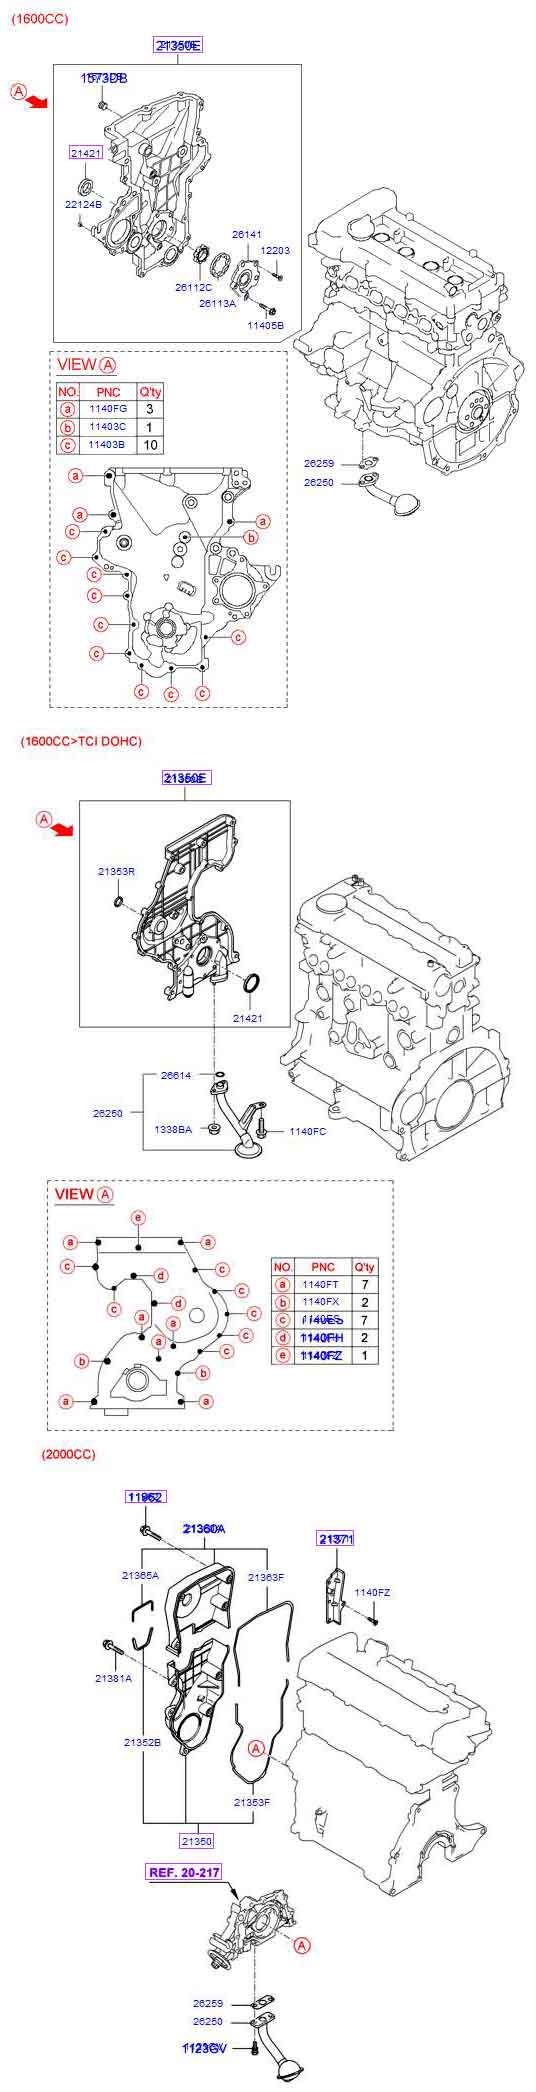 (1600CC)
21350E
1573DB
A
21421
22124B
26141
12203
26112C
26113A
11405B
VIEW A
NO. PNC Q'ty
a 1140FG 3
b 11403C 1
c 11403B 10
26259
26250
a
a
a
c
b
c
c
c
c
c
c
c
c
c
(1600CC>TCI DOHC)
21350E
A
21353R
21421
26614
26250
1338BA
1140FC
VIEW A
e
a
a
c
d
c
c
c
d
c
a
a
c
a
c
b
b
a
a
NO. PNC Q'ty
a 1140FT 7
b 1140FX 2
c 1140ES 7
d 1140FH 2
e 1140FZ 1
(2000CC)
11962
21360A
21371
21365A
21363F
1140FZ
21381A
21352B
A
21353F
21350
REF. 20-217
A
26259
26250
1123GV